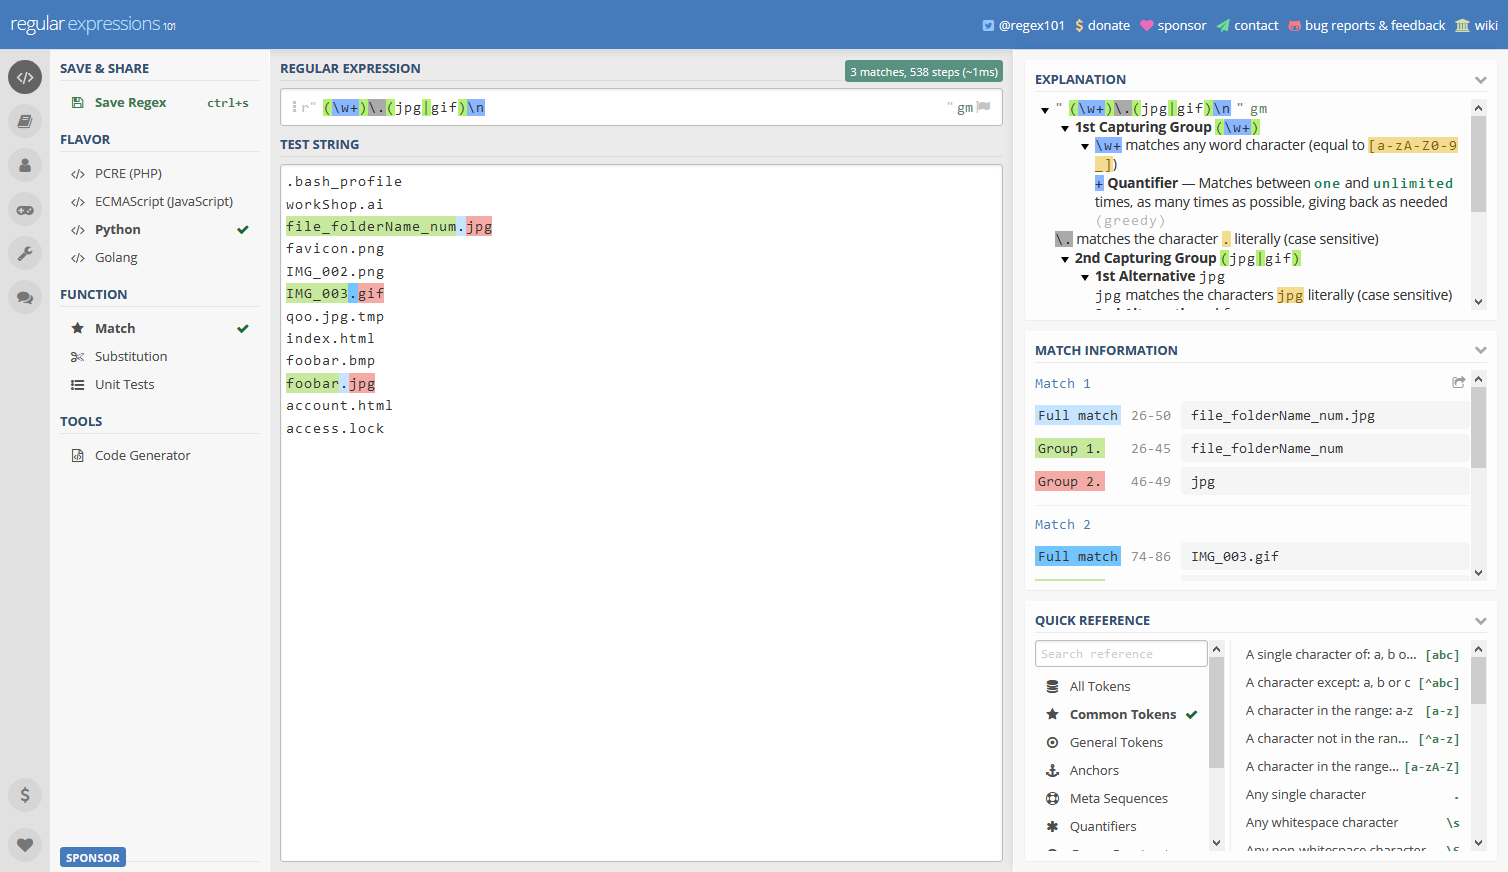 regular expressions 101
@regex101 $ donate sponsor contact bug reports & feedback wiki
SAVE & SHARE
Save Regex ctrl+s
FLAVOR
</> PCRE (PHP)
</> ECMAScript (JavaScript)
</> Python
</> Golang
FUNCTION
Match
Substitution
Unit Tests
TOOLS
Code Generator
$
SPONSOR
REGULAR EXPRESSION
3 matches, 538 steps (~1ms)
r" (\w+)\.(jpg|gif)\n " gm
TEST STRING
.bash_profile
workShop.ai
file_folderName_num.jpg
favicon.png
IMG_002.png
IMG_003.gif
qoo.jpg.tmp
index.html
foobar.bmp
foobar.jpg
account.html
access.lock
EXPLANATION
" (\w+)\.(jpg|gif)\n " gm
1st Capturing Group (\w+)
\w+ matches any word character (equal to [a-zA-Z0-9
_])
+ Quantifier — Matches between one and unlimited
times, as many times as possible, giving back as needed
(greedy)
\. matches the character . literally (case sensitive)
2nd Capturing Group (jpg|gif)
1st Alternative jpg
jpg matches the characters jpg literally (case sensitive)
MATCH INFORMATION
Match 1
Full match 26-50 file_folderName_num.jpg
Group 1. 26-45 file_folderName_num
Group 2. 46-49 jpg
Match 2
Full match 74-86 IMG_003.gif
QUICK REFERENCE
Search reference
All Tokens
Common Tokens
General Tokens
Anchors
Meta Sequences
Quantifiers
A single character of: a, b o... [abc]
A character except: a, b or c [^abc]
A character in the range: a-z [a-z]
A character not in the ran... [^a-z]
A character in the range... [a-zA-Z]
Any single character .
Any whitespace character \s
Any non-whitespace character \S